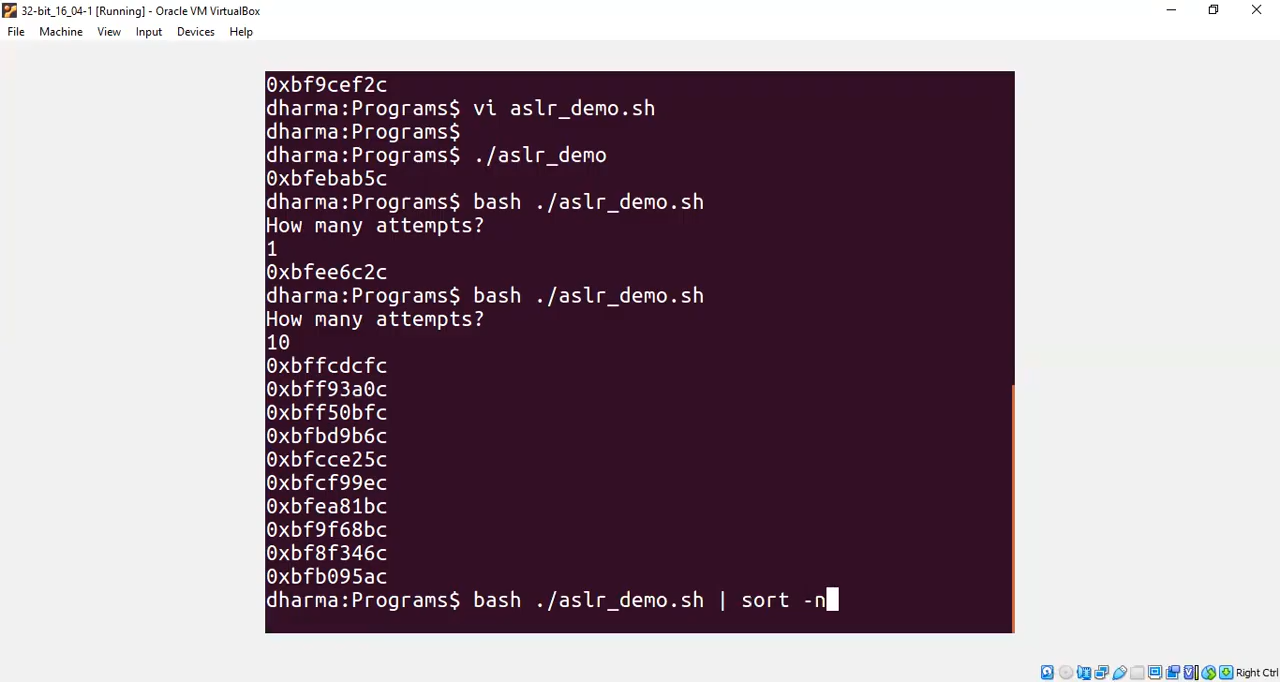 32-bit_16_04-1 [Running] - Oracle VM VirtualBox
File Machine View Input Devices Help
0xbf9cef2c
dharma:Programs$ vi aslr_demo.sh
dharma:Programs$
dharma:Programs$ ./aslr_demo
0xbfebab5c
dharma:Programs$ bash ./aslr_demo.sh
How many attempts?
1
0xbfee6c2c
dharma:Programs$ bash ./aslr_demo.sh
How many attempts?
10
0xbffcdcfc
0xbff93a0c
0xbff50bfc
0xbfbd9b6c
0xbfcce25c
0xbfcf99ec
0xbfea81bc
0xbf9f68bc
0xbf8f346c
0xbfb095ac
dharma:Programs$ bash ./aslr_demo.sh | sort -n
Right Ctrl